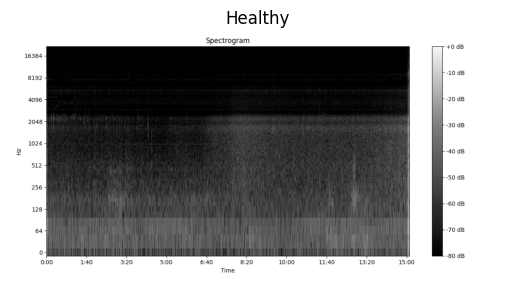 Healthy
Spectrogram
16384
8192
4096
2048
1024
512
256
128
64
0
Hz
0:00 1:40 3:20 5:00 6:40 8:20 10:00 11:40 13:20 15:00
Time
+0 dB
-10 dB
-20 dB
-30 dB
-40 dB
-50 dB
-60 dB
-70 dB
-80 dB